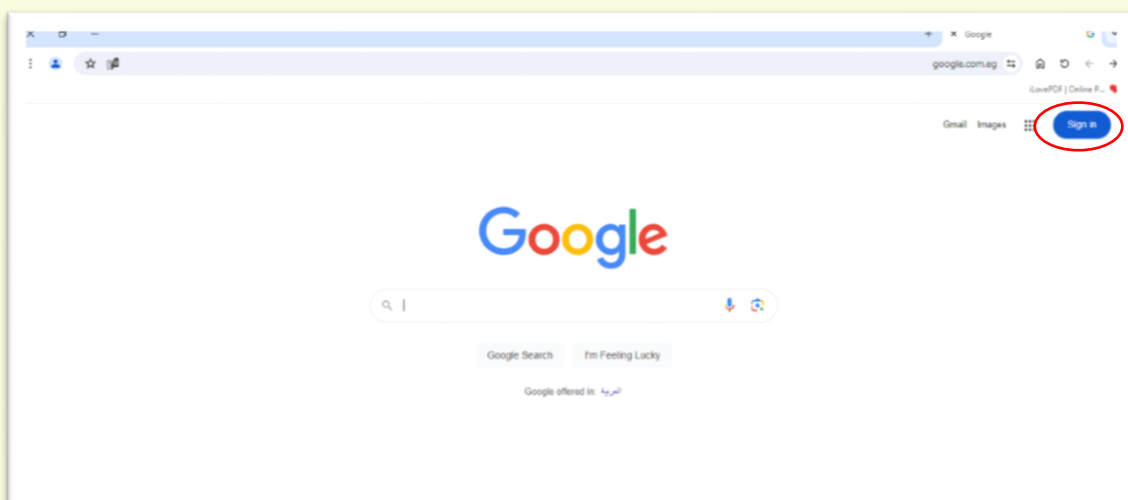 Google
google.com.eg
iLovePDF | Online P...
Gmail Images Sign in
Google
Google Search I'm Feeling Lucky
Google offered in: العربية